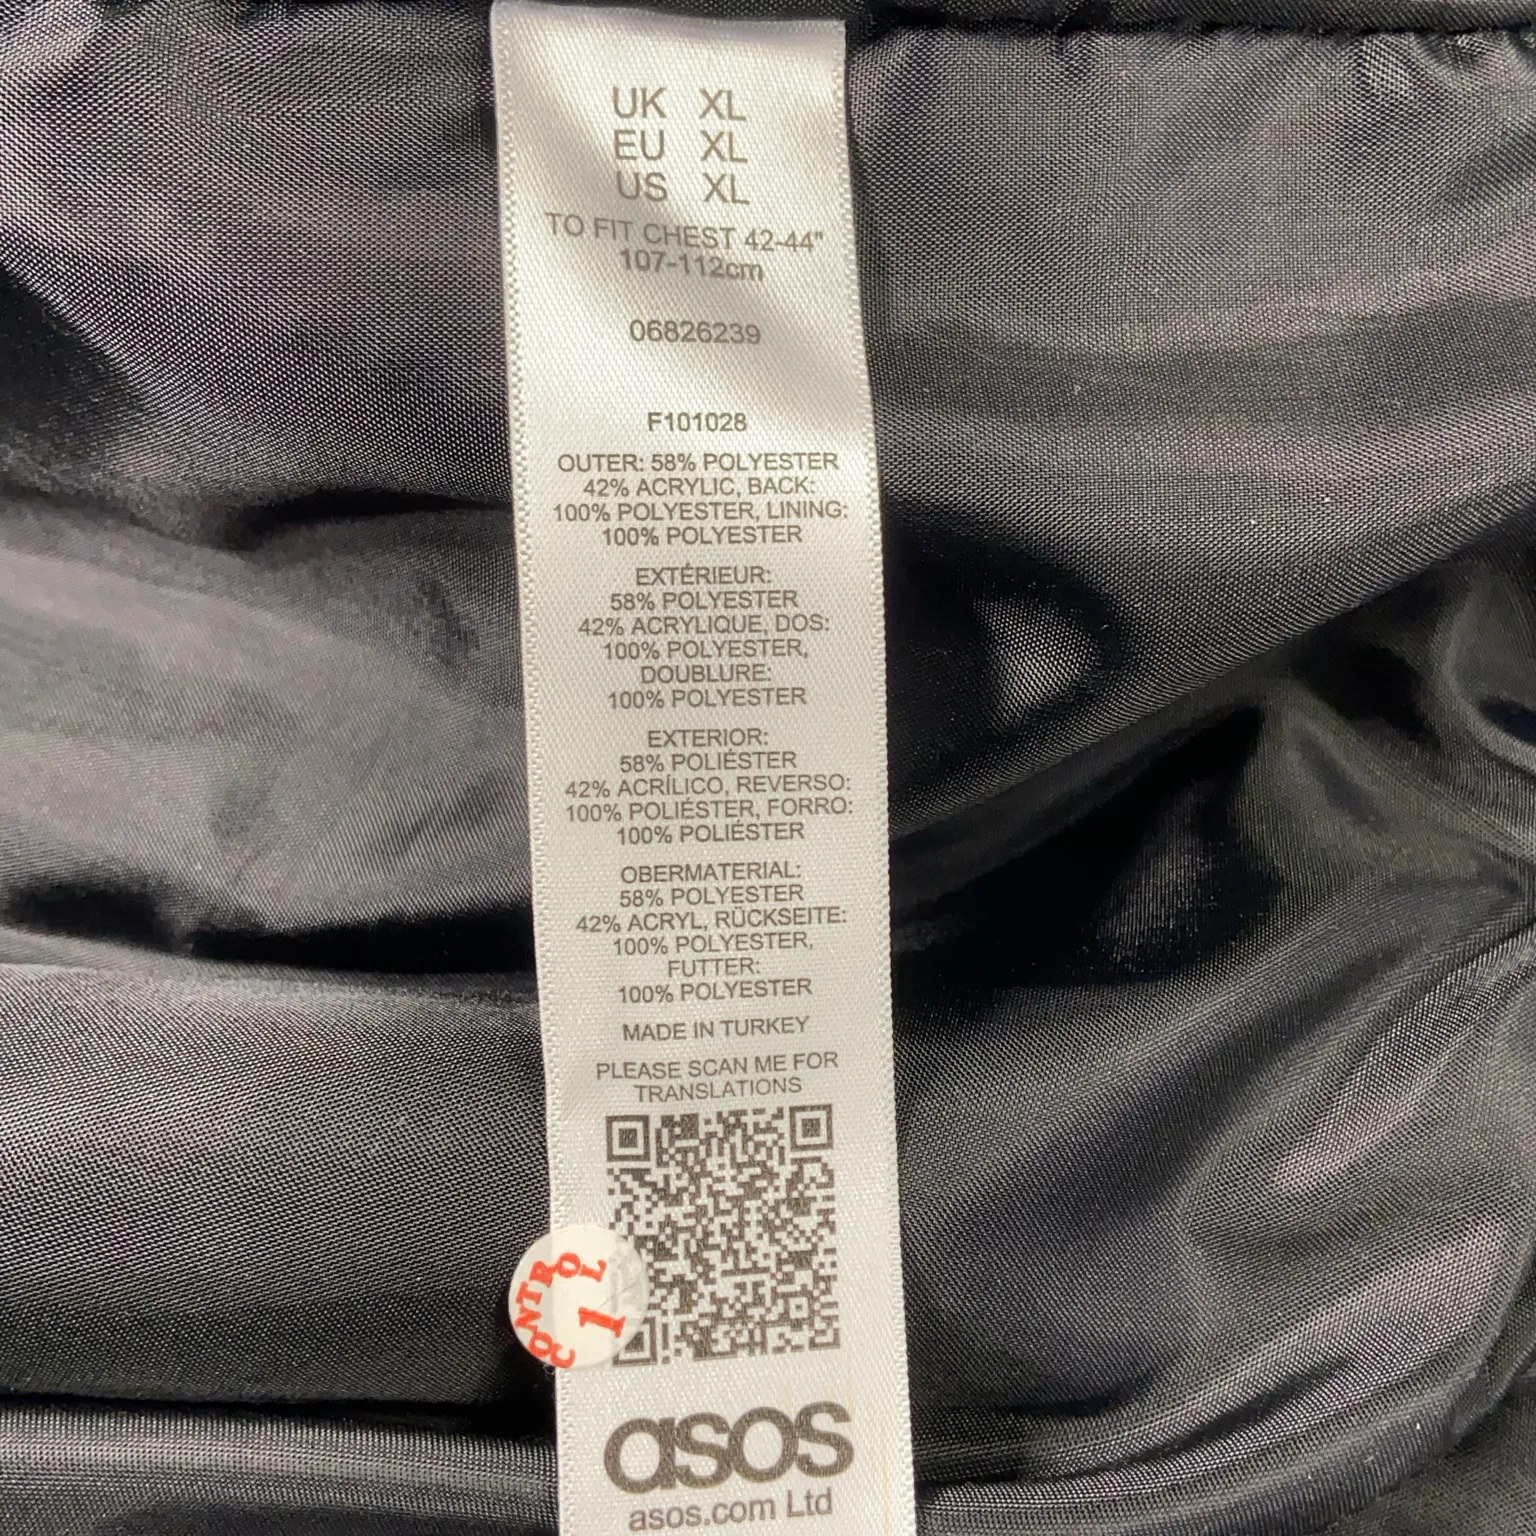 UK XL
EU XL
US XL
TO FIT CHEST 42-44"
107-112cm
06826239
F101028
OUTER: 58% POLYESTER
42% ACRYLIC, BACK:
100% POLYESTER, LINING:
100% POLYESTER
EXTÉRIEUR:
58% POLYESTER
42% ACRYLIQUE, DOS:
100% POLYESTER,
DOUBLURE:
100% POLYESTER
EXTERIOR:
58% POLIÉSTER
42% ACRÍLICO, REVERSO:
100% POLIÉSTER, FORRO:
100% POLIÉSTER
OBERMATERIAL:
58% POLYESTER
42% ACRYL, RÜCKSEITE:
100% POLYESTER,
FUTTER:
100% POLYESTER
MADE IN TURKEY
PLEASE SCAN ME FOR
TRANSLATIONS
CONTROL
1
asos
asos.com Ltd